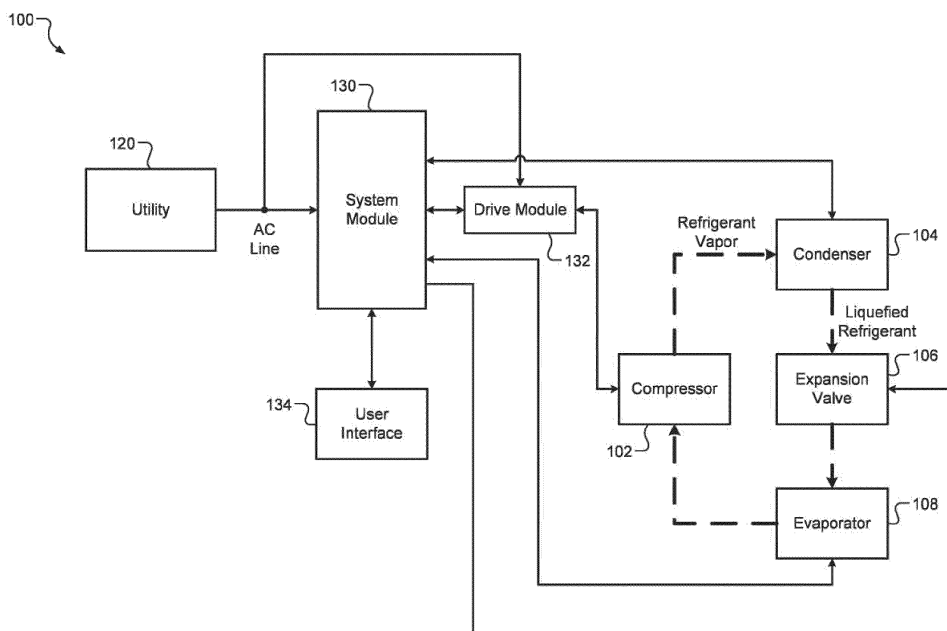 100
130
120
System
Module
Utility
AC
Line
Drive Module
132
Refrigerant
Vapor
Condenser
104
Liquefied
Refrigerant
106
Compressor
102
Expansion
Valve
134
User
Interface
Evaporator
108